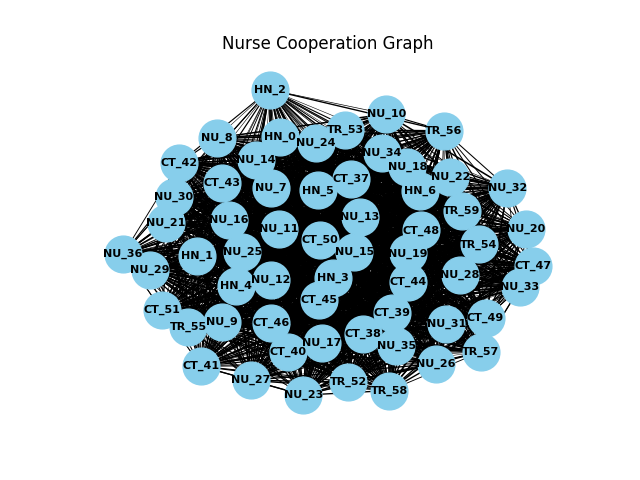 Nurse Cooperation Graph
HN_2
NU_10
NU_8
HN_0
TR_53
TR_56
NU_24
NU_14
NU_34
CT_42
NU_18
CT_43
NU_7
HN_5
CT_37
HN_6
NU_22
NU_32
NU_30
NU_21
NU_16
NU_11
NU_13
TR_59
CT_48
NU_20
NU_36
HN_1
NU_25
CT_50
NU_15
NU_19
TR_54
NU_29
CT_47
HN_4
NU_12
HN_3
CT_44
NU_28
NU_33
CT_51
CT_45
CT_39
TR_55
NU_9
CT_46
CT_38
NU_31
CT_49
CT_41
CT_40
NU_17
NU_35
TR_57
NU_26
NU_27
NU_23
TR_52
TR_58